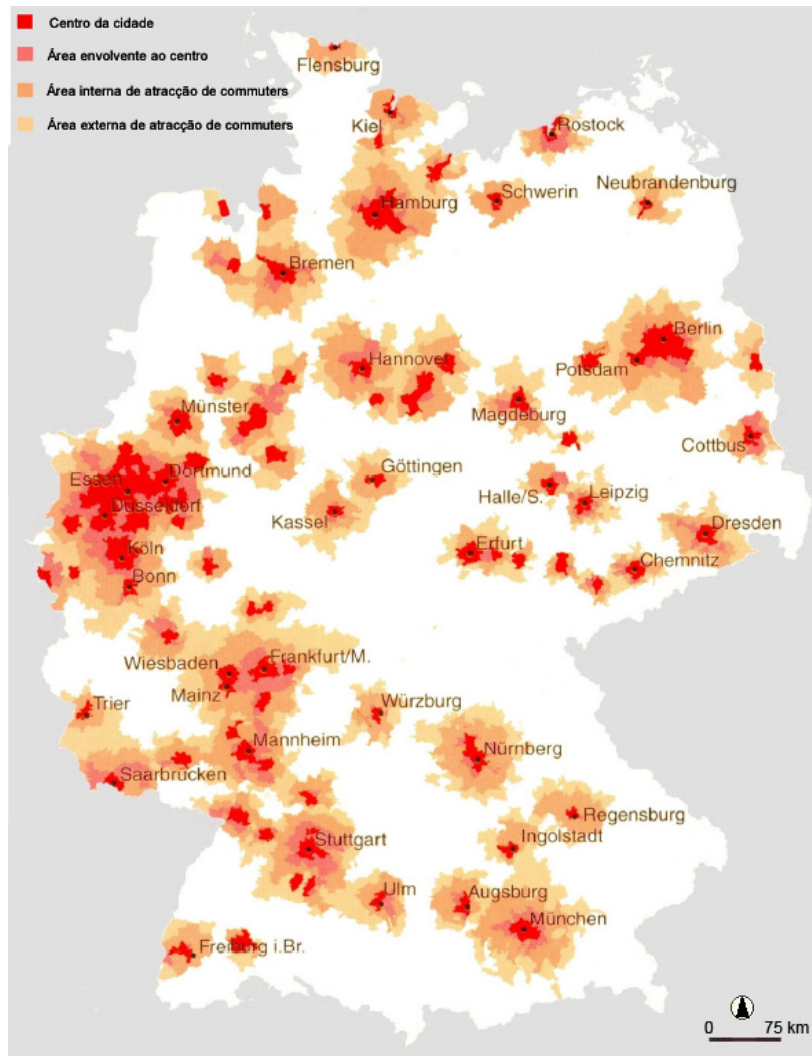 Centro da cidade
Área envolvente ao centro
Área interna de atracção de commuters
Área externa de atracção de commuters
Flensburg
Kiel
Rostock
Neubrandenburg
Schwerin
Hamburg
Bremen
Berlin
Hannover
Potsdam
Münster
Magdeburg
Cottbus
Göttingen
Dortmund
Essen
Halle/S.
Leipzig
Düsseldorf
Kassel
Dresden
Erfurt
Köln
Chemnitz
Bonn
Frankfurt/M.
Wiesbaden
Mainz
Trier
Würzburg
Mannheim
Nürnberg
Saarbrücken
Regensburg
Ingolstadt
Stuttgart
Ulm
Augsburg
München
Freiburg i.Br.
0 75 km